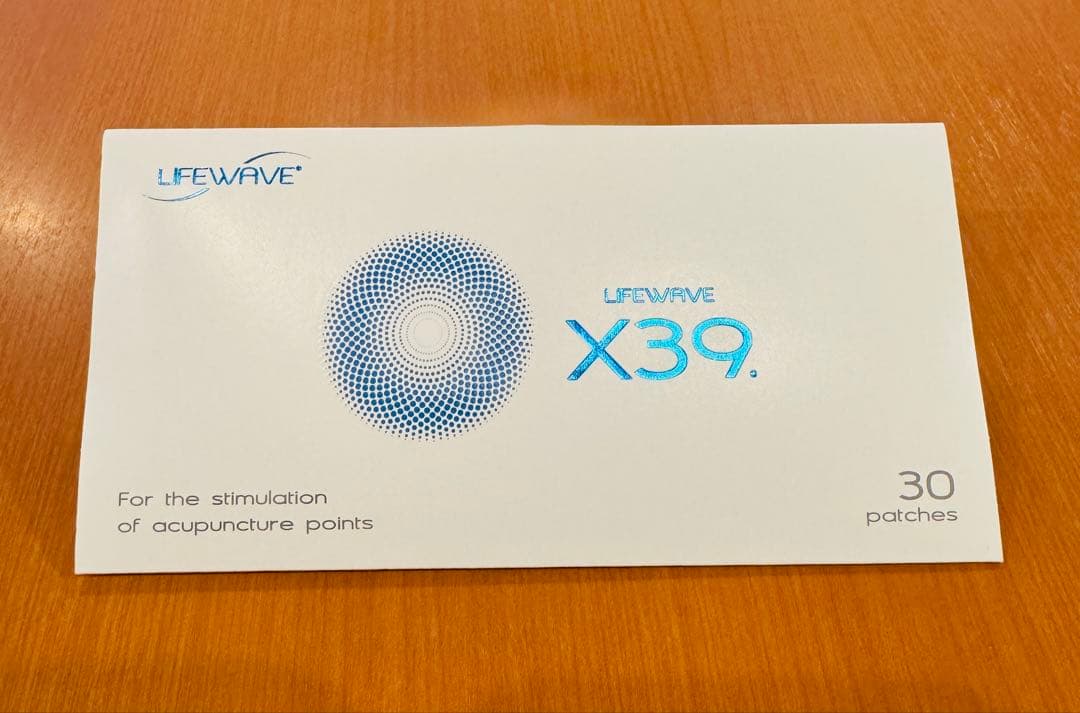 LIFEWAVE®
LIFEWAVE
X39®
For the stimulation
of acupuncture points
30
patches